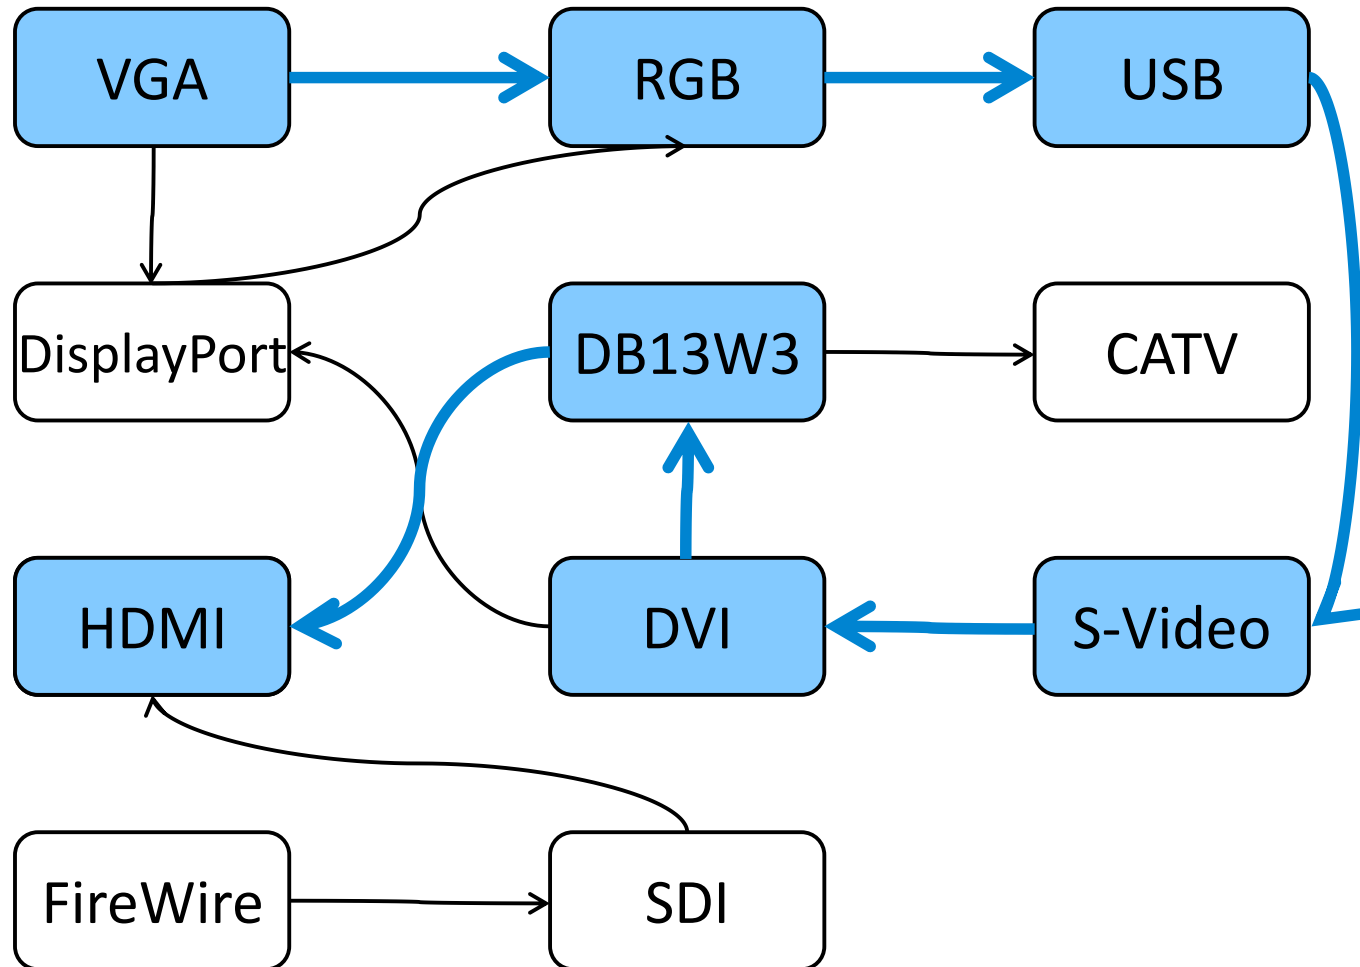 VGA
RGB
USB
DisplayPort
DB13W3
CATV
HDMI
DVI
S-Video
FireWire
SDI